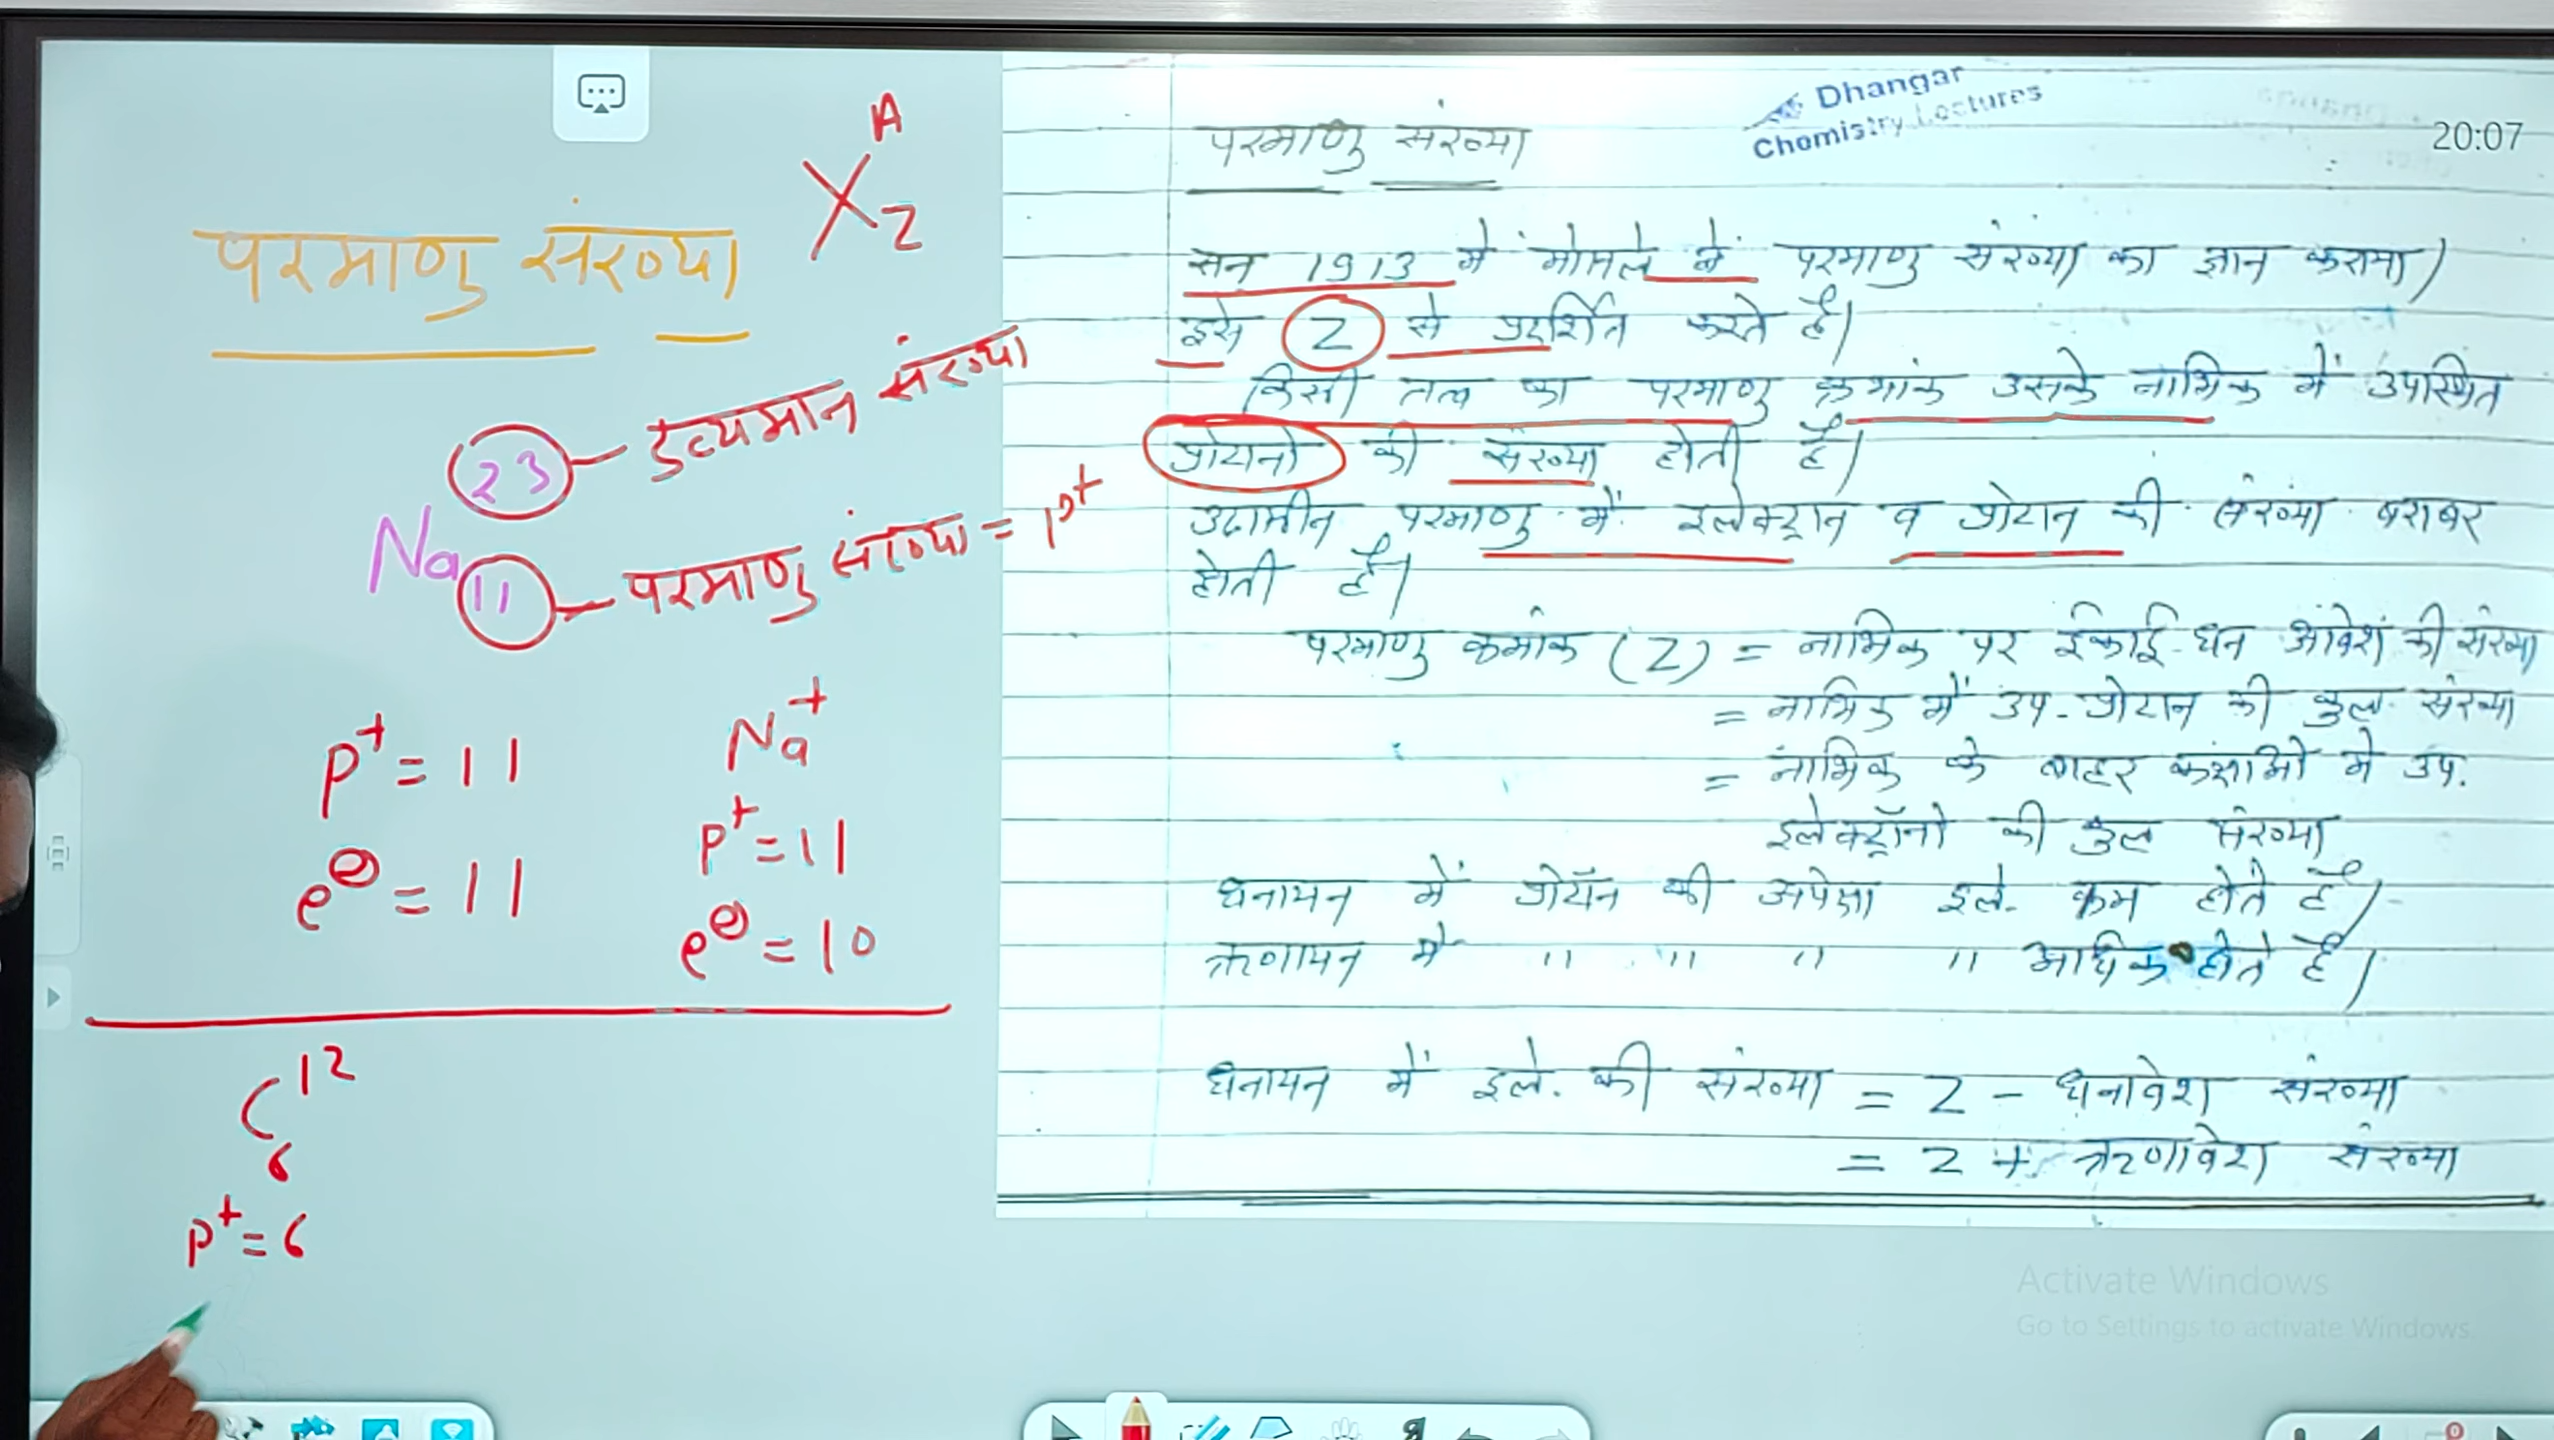 X A Z
परमाणु संख्या
23 — द्रव्यमान संख्या
Na
11 — परमाणु संख्या = p+
p+ = 11
e⊖ = 11
Na+
p+ = 11
e⊖ = 10
C 12
6
p+ = 6
Dhangar
Chemistry Lectures
20:07
परमाणु संख्या
सन 1913 में मोसले ने परमाणु संख्या का ज्ञान कराया।
इसे Z से प्रदर्शित करते है।
किसी तत्व का परमाणु क्रमांक उसके नाभिक में उपस्थित
प्रोटानो की संख्या होती है।
उदासीन परमाणु में इलेक्ट्रान व प्रोटान की संख्या बराबर
होती है।
परमाणु क्रमांक (Z) = नाभिक पर ईकाई धन आवेश की संख्या
= नाभिक में उप. प्रोटान की कुल संख्या
= नाभिक के बाहर कक्षाओ मे उप.
इलेक्ट्रॉनो की कुल संख्या
धनायन में प्रोटॉन की अपेक्षा इले. कम होते है।
ऋणायन मे " " " " अधिक होते है।
धनायन में इले. की संख्या = Z - धनावेश संख्या
= Z + ऋणावेश संख्या
Activate Windows
Go to Settings to activate Windows